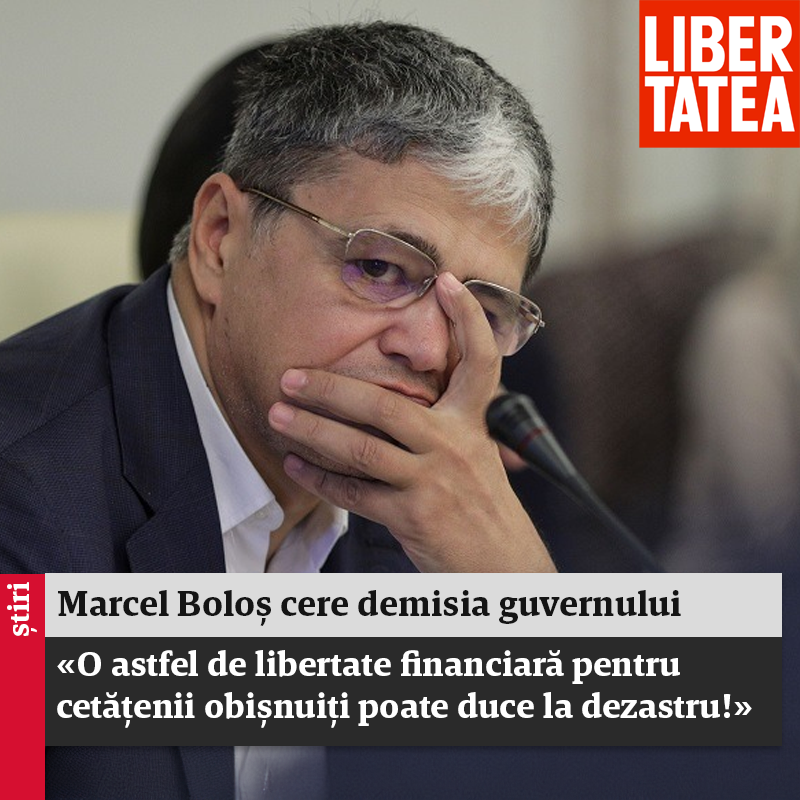 LIBER
TATEA
știri
Marcel Boloș cere demisia guvernului
«O astfel de libertate financiară pentru
cetățenii obișnuiți poate duce la dezastru!»